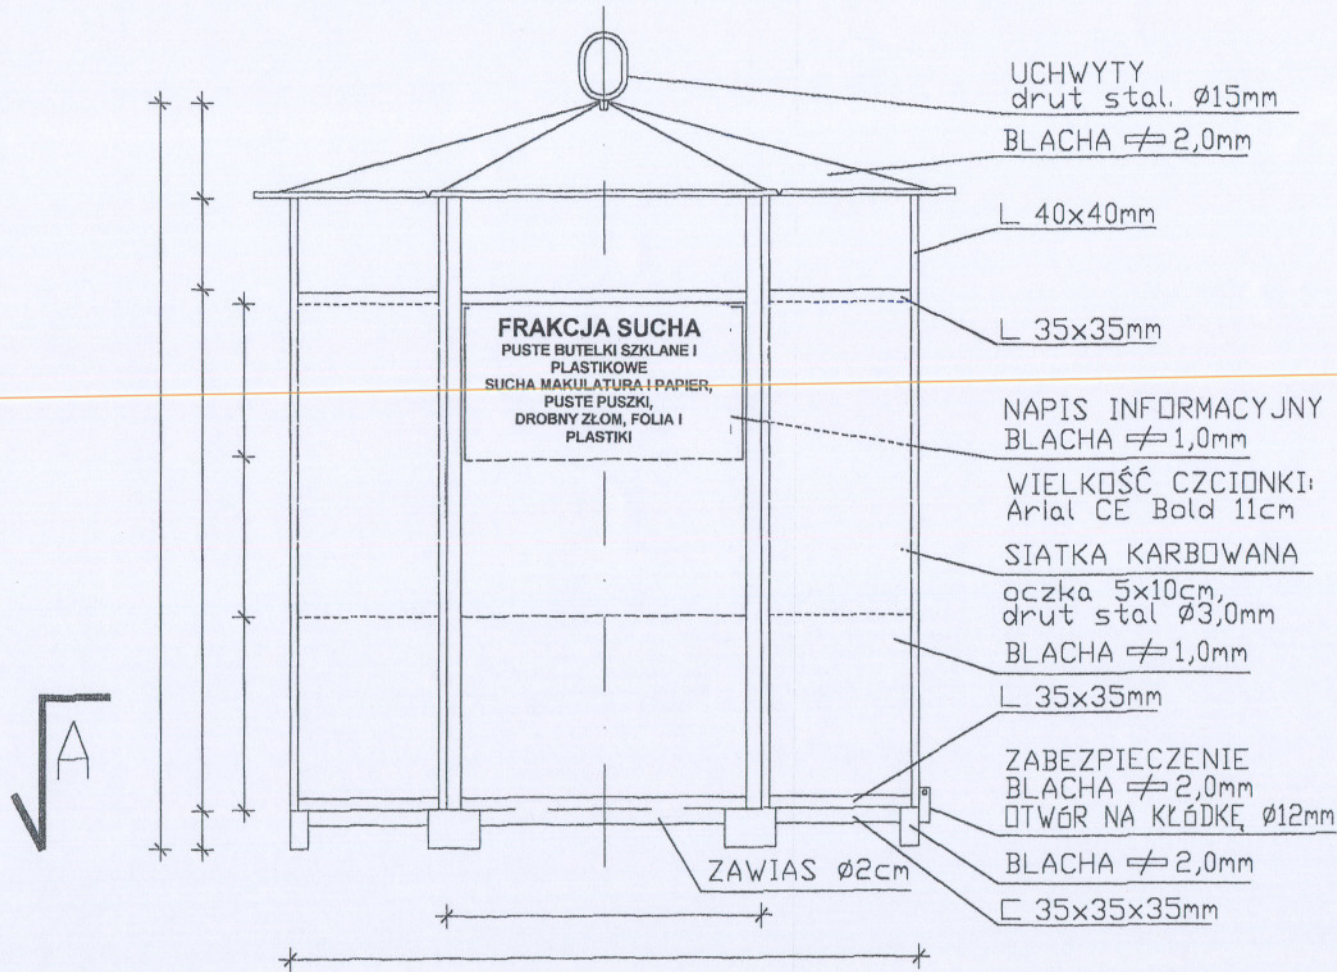 UCHWYTY
drut stal. Ø15mm
BLACHA ≠ 2,0mm
L 40x40mm
L 35x35mm
FRAKCJA SUCHA
PUSTE BUTELKI SZKLANE I
PLASTIKOWE
SUCHA MAKULATURA I PAPIER,
PUSTE PUSZKI,
DROBNY ZŁOM, FOLIA I
PLASTIKI
NAPIS INFORMACYJNY
BLACHA ≠ 1,0mm
WIELKOŚĆ CZCIONKI:
Arial CE Bold 11cm
SIATKA KARBOWANA
oczka 5x10cm,
drut stal Ø3,0mm
BLACHA ≠ 1,0mm
L 35x35mm
A
ZABEZPIECZENIE
BLACHA ≠ 2,0mm
OTWÓR NA KŁÓDKĘ Ø12mm
ZAWIAS Ø2cm
BLACHA ≠ 2,0mm
⊏ 35x35x35mm